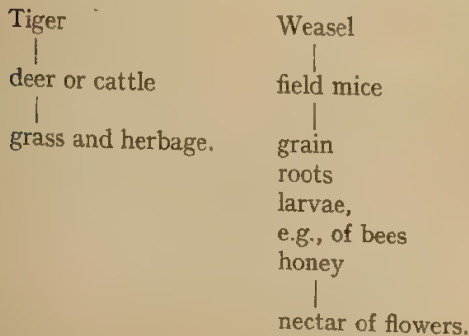 Tiger
deer or cattle
grass and herbage.
Weasel
field mice
grain
roots
larvae,
e.g., of bees
honey
nectar of flowers.